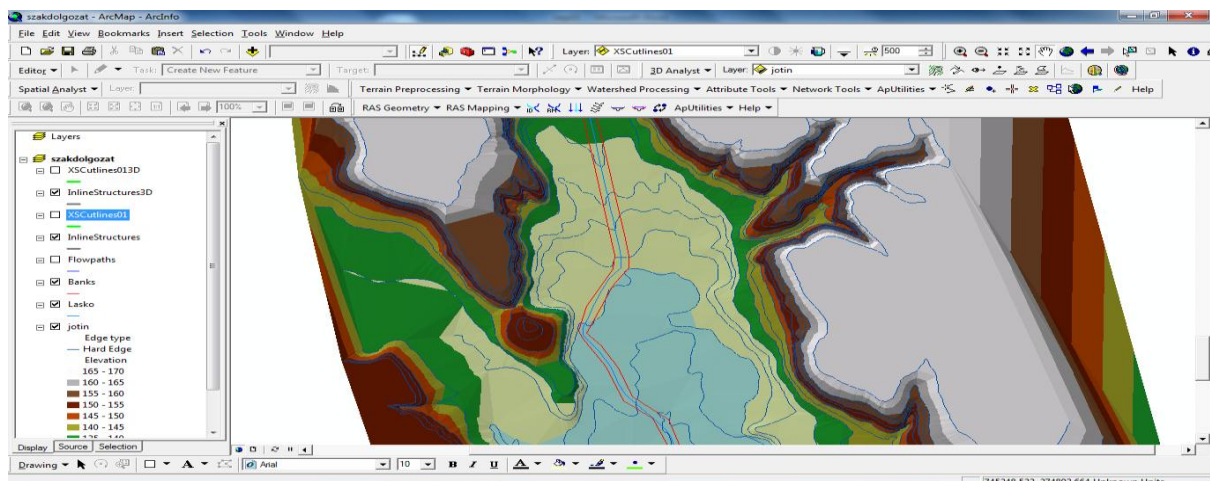 szakdolgozat - ArcMap - ArcInfo
File Edit View Bookmarks Insert Selection Tools Window Help
Layer: XSCutlines01 500
Editor Task: Create New Feature Target: 3D Analyst Layer: jotin
Spatial Analyst Layer: Terrain Preprocessing Terrain Morphology Watershed Processing Attribute Tools Network Tools ApUtilities Help
100% RAS Geometry RAS Mapping ApUtilities Help
Layers
szakdolgozat
XSCutlines013D
InlineStructures3D
XSCutlines01
InlineStructures
Flowpaths
Banks
Lasko
jotin
Edge type
Hard Edge
Elevation
165 - 170
160 - 165
155 - 160
150 - 155
145 - 150
140 - 145
Display Source Selection
Drawing A Arial 10 B I U A